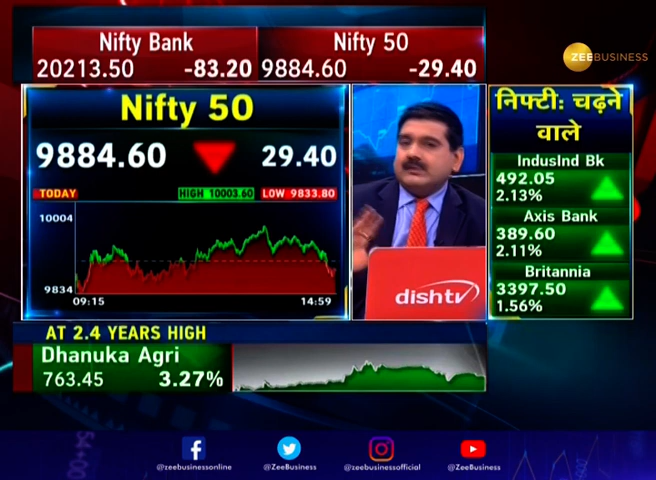 Nifty Bank
20213.50 -83.20
Nifty 50
9884.60 -29.40
ZEEBUSINESS
Nifty 50
9884.60 29.40
TODAY HIGH 10003.60 LOW 9833.80
10004
9834
09:15 14:59
dishtv
निफ्टी: चढ़ने
वाले
IndusInd Bk
492.05
2.13%
Axis Bank
389.60
2.11%
Britannia
3397.50
1.56%
AT 2.4 YEARS HIGH
Dhanuka Agri
763.45 3.27%
@zeebusinessonline
@ZeeBusiness
@zeebusinessofficial
@ZeeBusiness